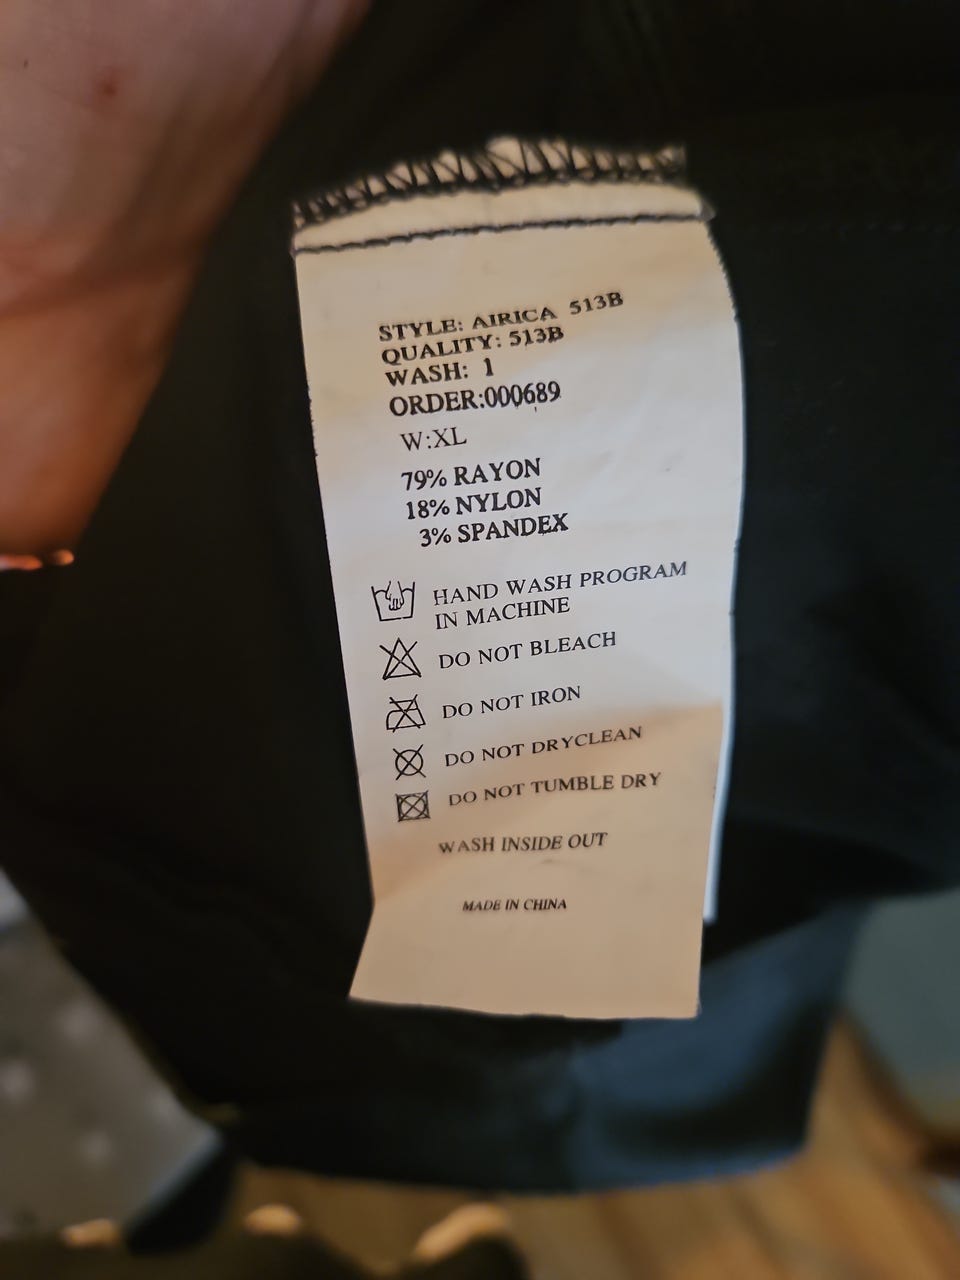 STYLE: AIRICA 513B
QUALITY: 513B
WASH: 1
ORDER:000689
W:XL
79% RAYON
18% NYLON
3% SPANDEX
HAND WASH PROGRAM
IN MACHINE
DO NOT BLEACH
DO NOT IRON
DO NOT DRYCLEAN
DO NOT TUMBLE DRY
WASH INSIDE OUT
MADE IN CHINA